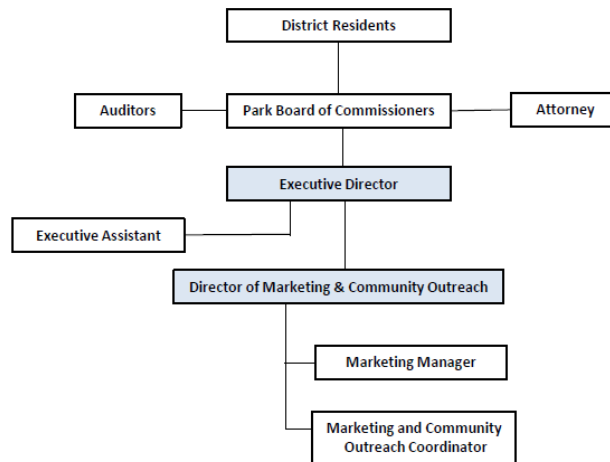 District Residents
Auditors
Park Board of Commissioners
Attorney
Executive Director
Executive Assistant
Director of Marketing & Community Outreach
Marketing Manager
Marketing and Community
Outreach Coordinator